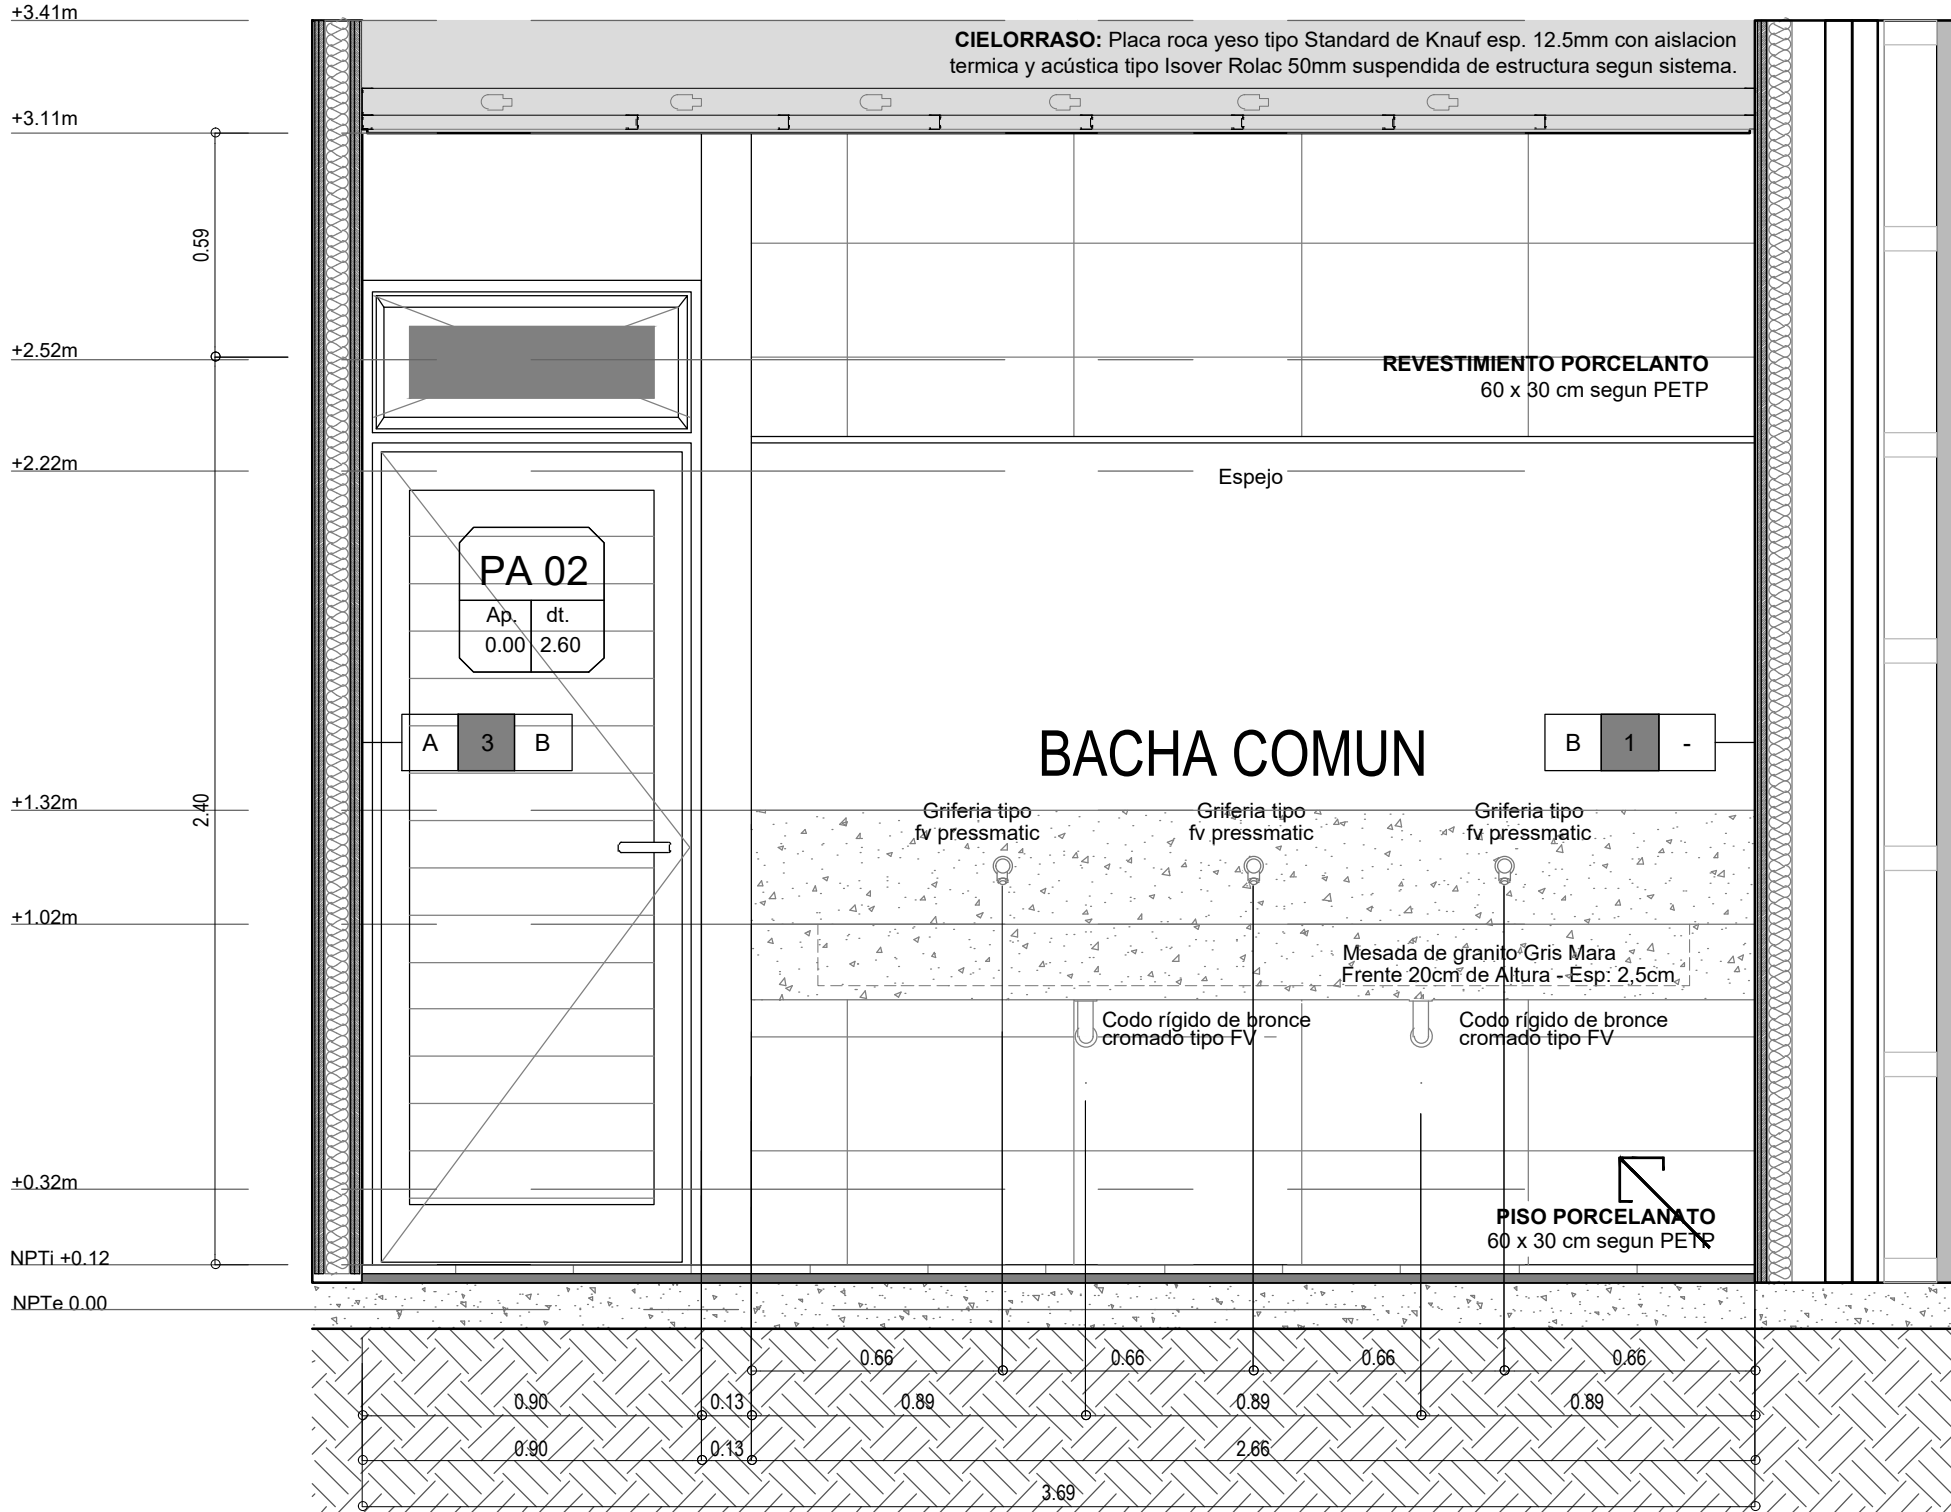 +3.41m
CIELORRASO: Placa roca yeso tipo Standard de Knauf esp. 12.5mm con aislacion
termica y acústica tipo Isover Rolac 50mm suspendida de estructura segun sistema.
+3.11m
0.59
+2.52m
REVESTIMIENTO PORCELANTO
60 x 30 cm segun PETP
+2.22m
Espejo
PA 02
Ap. dt.
0.00 2.60
A 3 B
BACHA COMUN
B 1 -
+1.32m
2.40
Griferia tipo
fv pressmatic
Griferia tipo
fv pressmatic
Griferia tipo
fv pressmatic
+1.02m
Mesada de granito Gris Mara
Frente 20cm de Altura - Esp: 2,5cm
Codo rígido de bronce
cromado tipo FV
Codo rígido de bronce
cromado tipo FV
+0.32m
PISO PORCELANATO
60 x 30 cm segun PETP
NPTi +0.12
NPTe 0.00
0.66 0.66 0.66 0.66
0.90 0.13 0.89 0.89 0.89
0.90 0.13 2.66
3.69